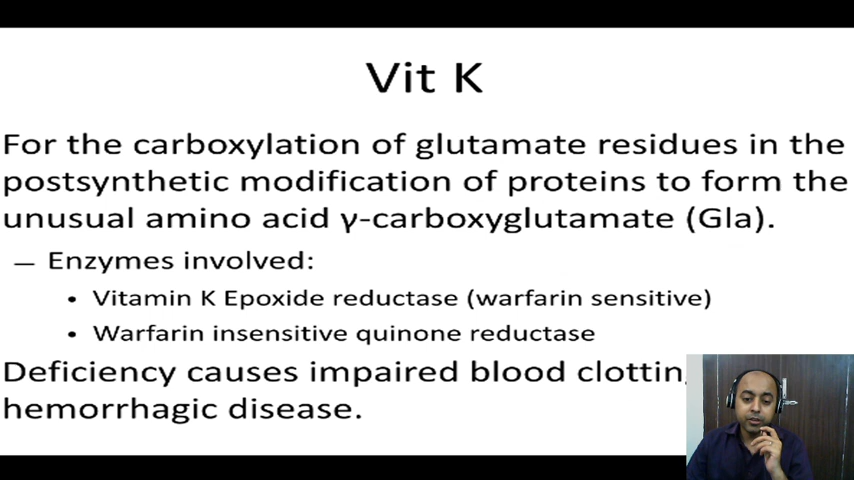 Vit K
For the carboxylation of glutamate residues in the
postsynthetic modification of proteins to form the
unusual amino acid γ-carboxyglutamate (Gla).
– Enzymes involved:
• Vitamin K Epoxide reductase (warfarin sensitive)
• Warfarin insensitive quinone reductase
Deficiency causes impaired blood
hemorrhagic disease.